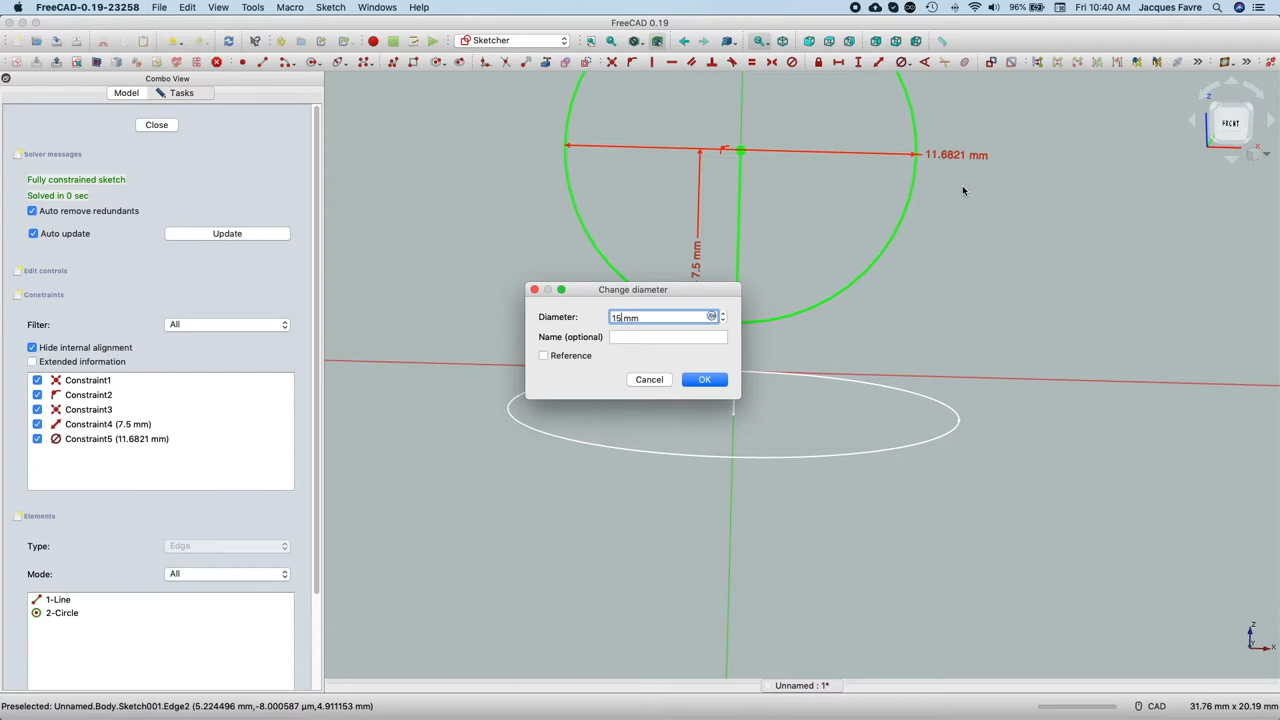 FreeCAD-0.19-23258 File Edit View Tools Macro Sketch Windows Help 96% Fri 10:40 AM Jacques Favre
FreeCAD 0.19
Sketcher
Combo View
Model Tasks
Close
Solver messages
Fully constrained sketch
Solved in 0 sec
Auto remove redundants
Auto update Update
Edit controls
Constraints
Filter: All
Hide internal alignment
Extended information
Constraint1
Constraint2
Constraint3
Constraint4 (7.5 mm)
Constraint5 (11.6821 mm)
Elements
Type: Edge
Mode: All
1-Line
2-Circle
11.6821 mm
7.5 mm
FRONT
Z
X
Change diameter
Diameter: 15 mm
Name (optional)
Reference
Cancel OK
Z
Y
X
Unnamed : 1*
Preselected: Unnamed.Body.Sketch001.Edge2 (5.224496 mm,-8.000587 µm,4.911153 mm) CAD 31.76 mm x 20.19 mm